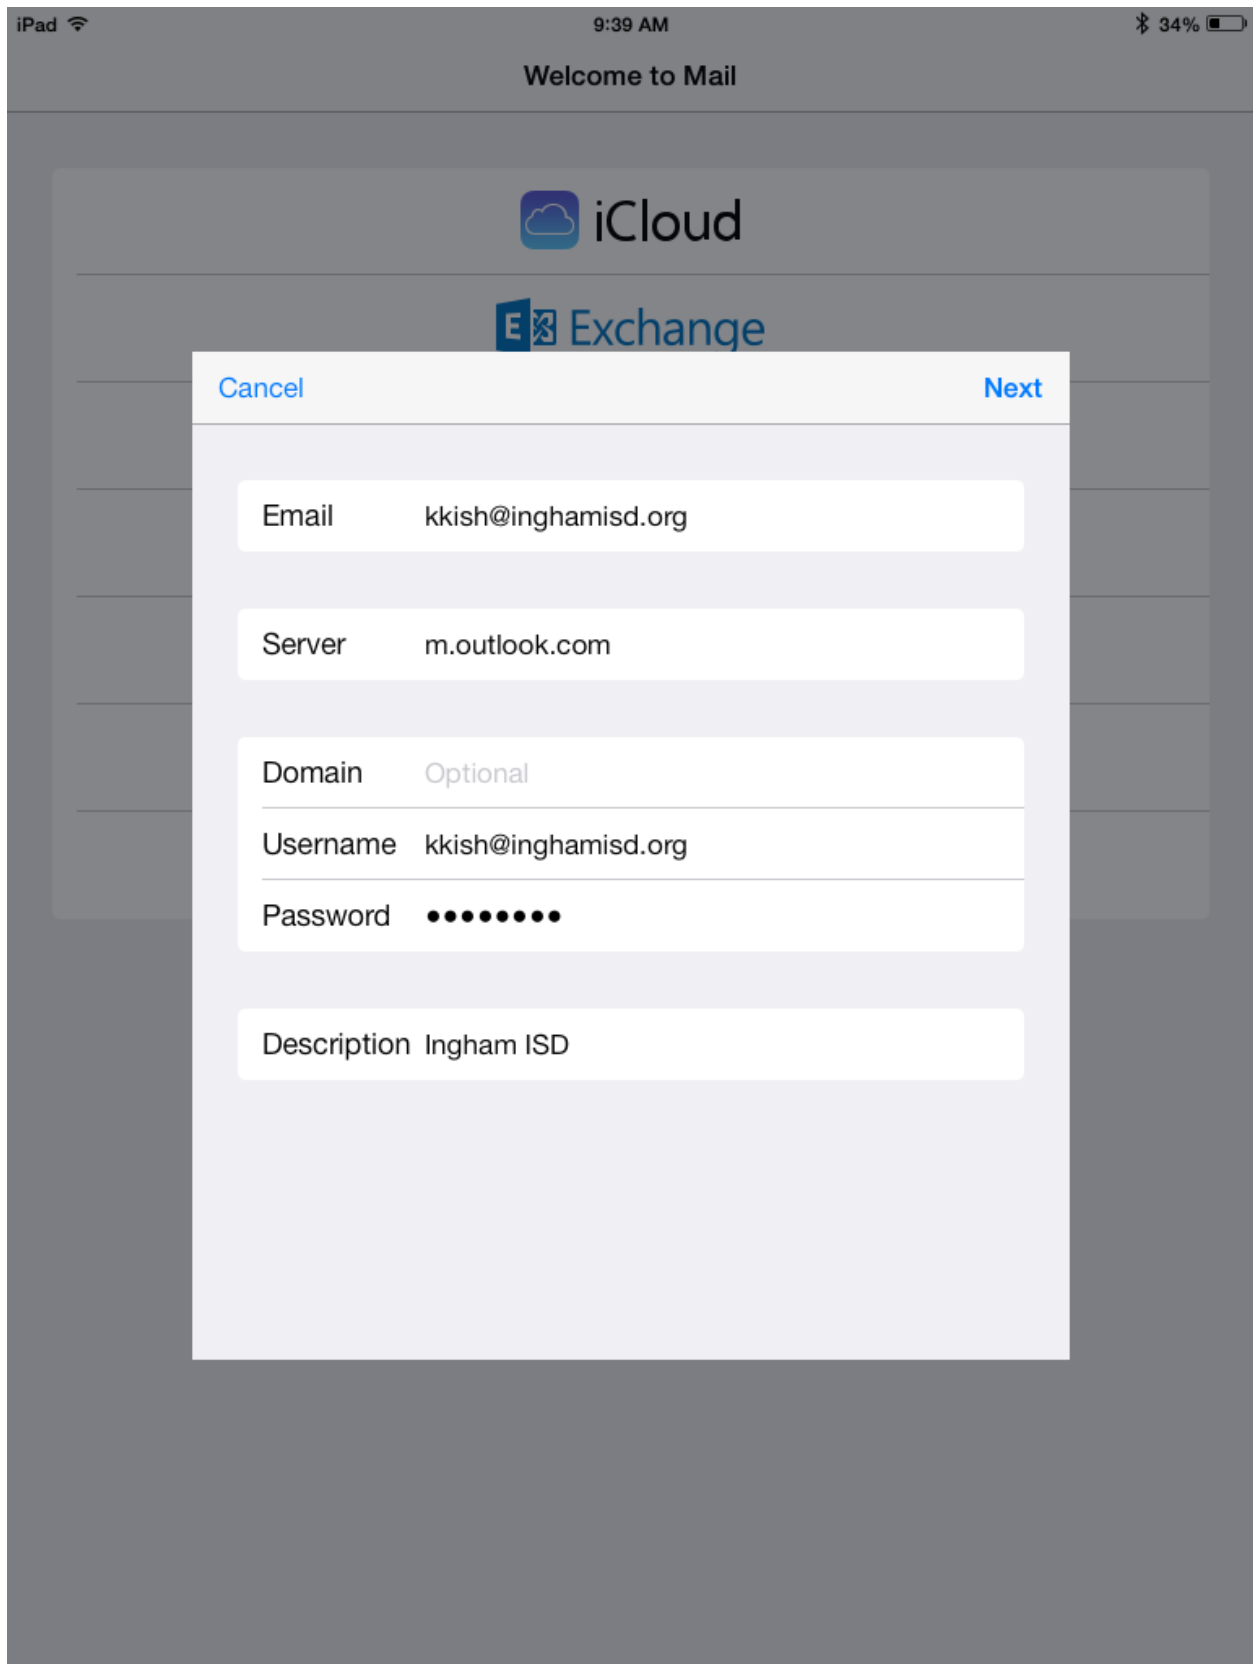 iPad 9:39 AM 34%
Welcome to Mail
iCloud
E Exchange
Cancel Next
Email kkish@inghamisd.org
Server m.outlook.com
Domain Optional
Username kkish@inghamisd.org
Password ••••••••
Description Ingham ISD